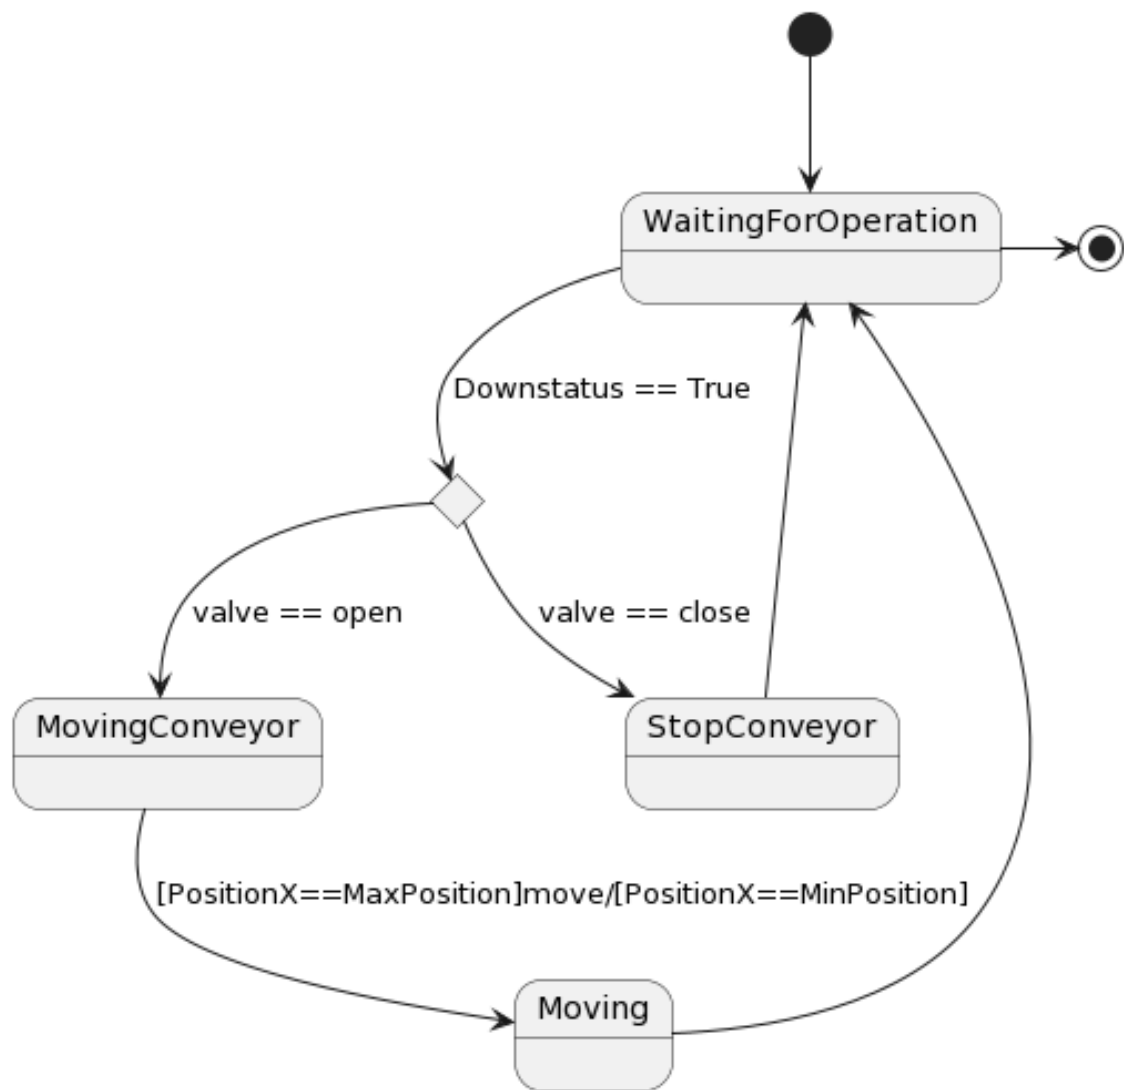 WaitingForOperation
Downstatus == True
valve == open
valve == close
MovingConveyor
StopConveyor
[PositionX==MaxPosition]move/[PositionX==MinPosition]
Moving